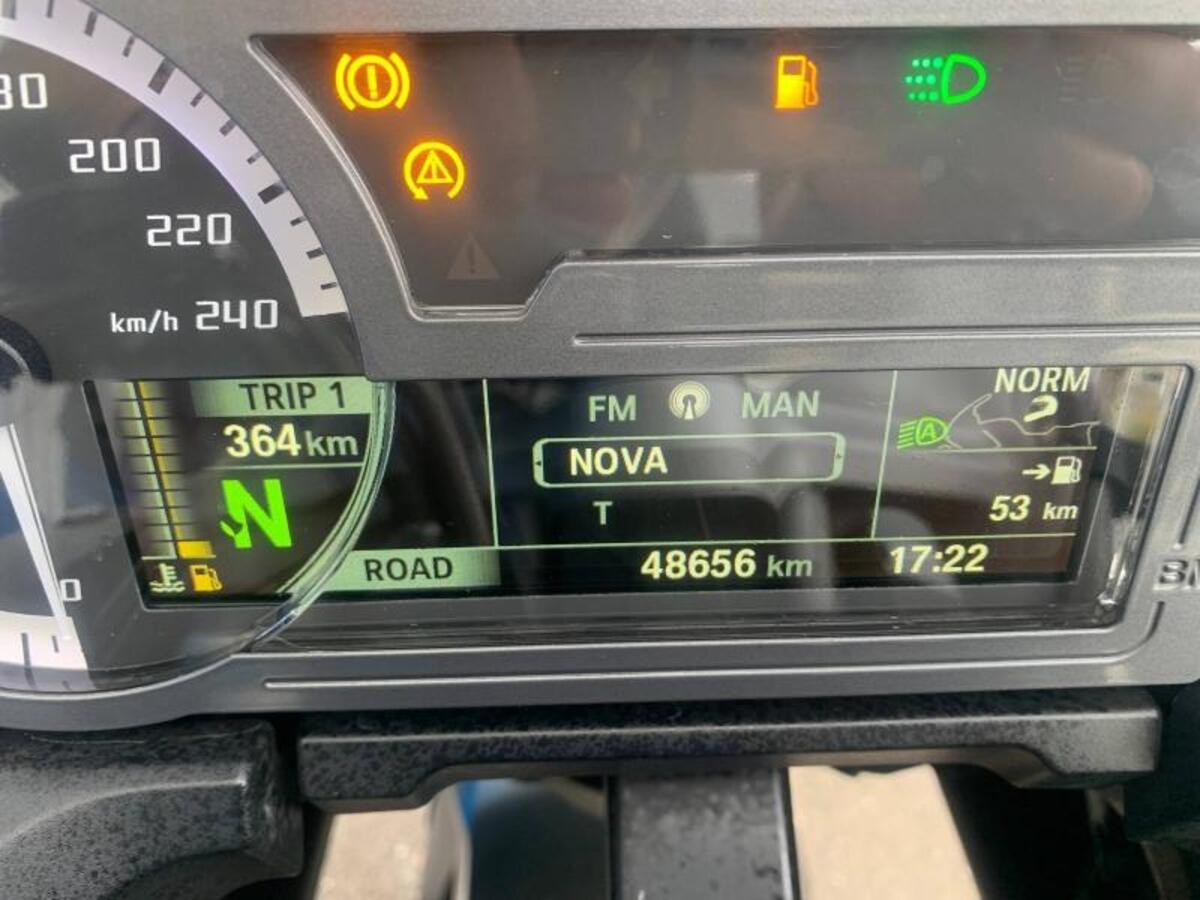 80
200
220
km/h 240
0
TRIP 1
364 km
N
ROAD
FM MAN
NOVA
T
48656 km
NORM
A
53 km
17:22